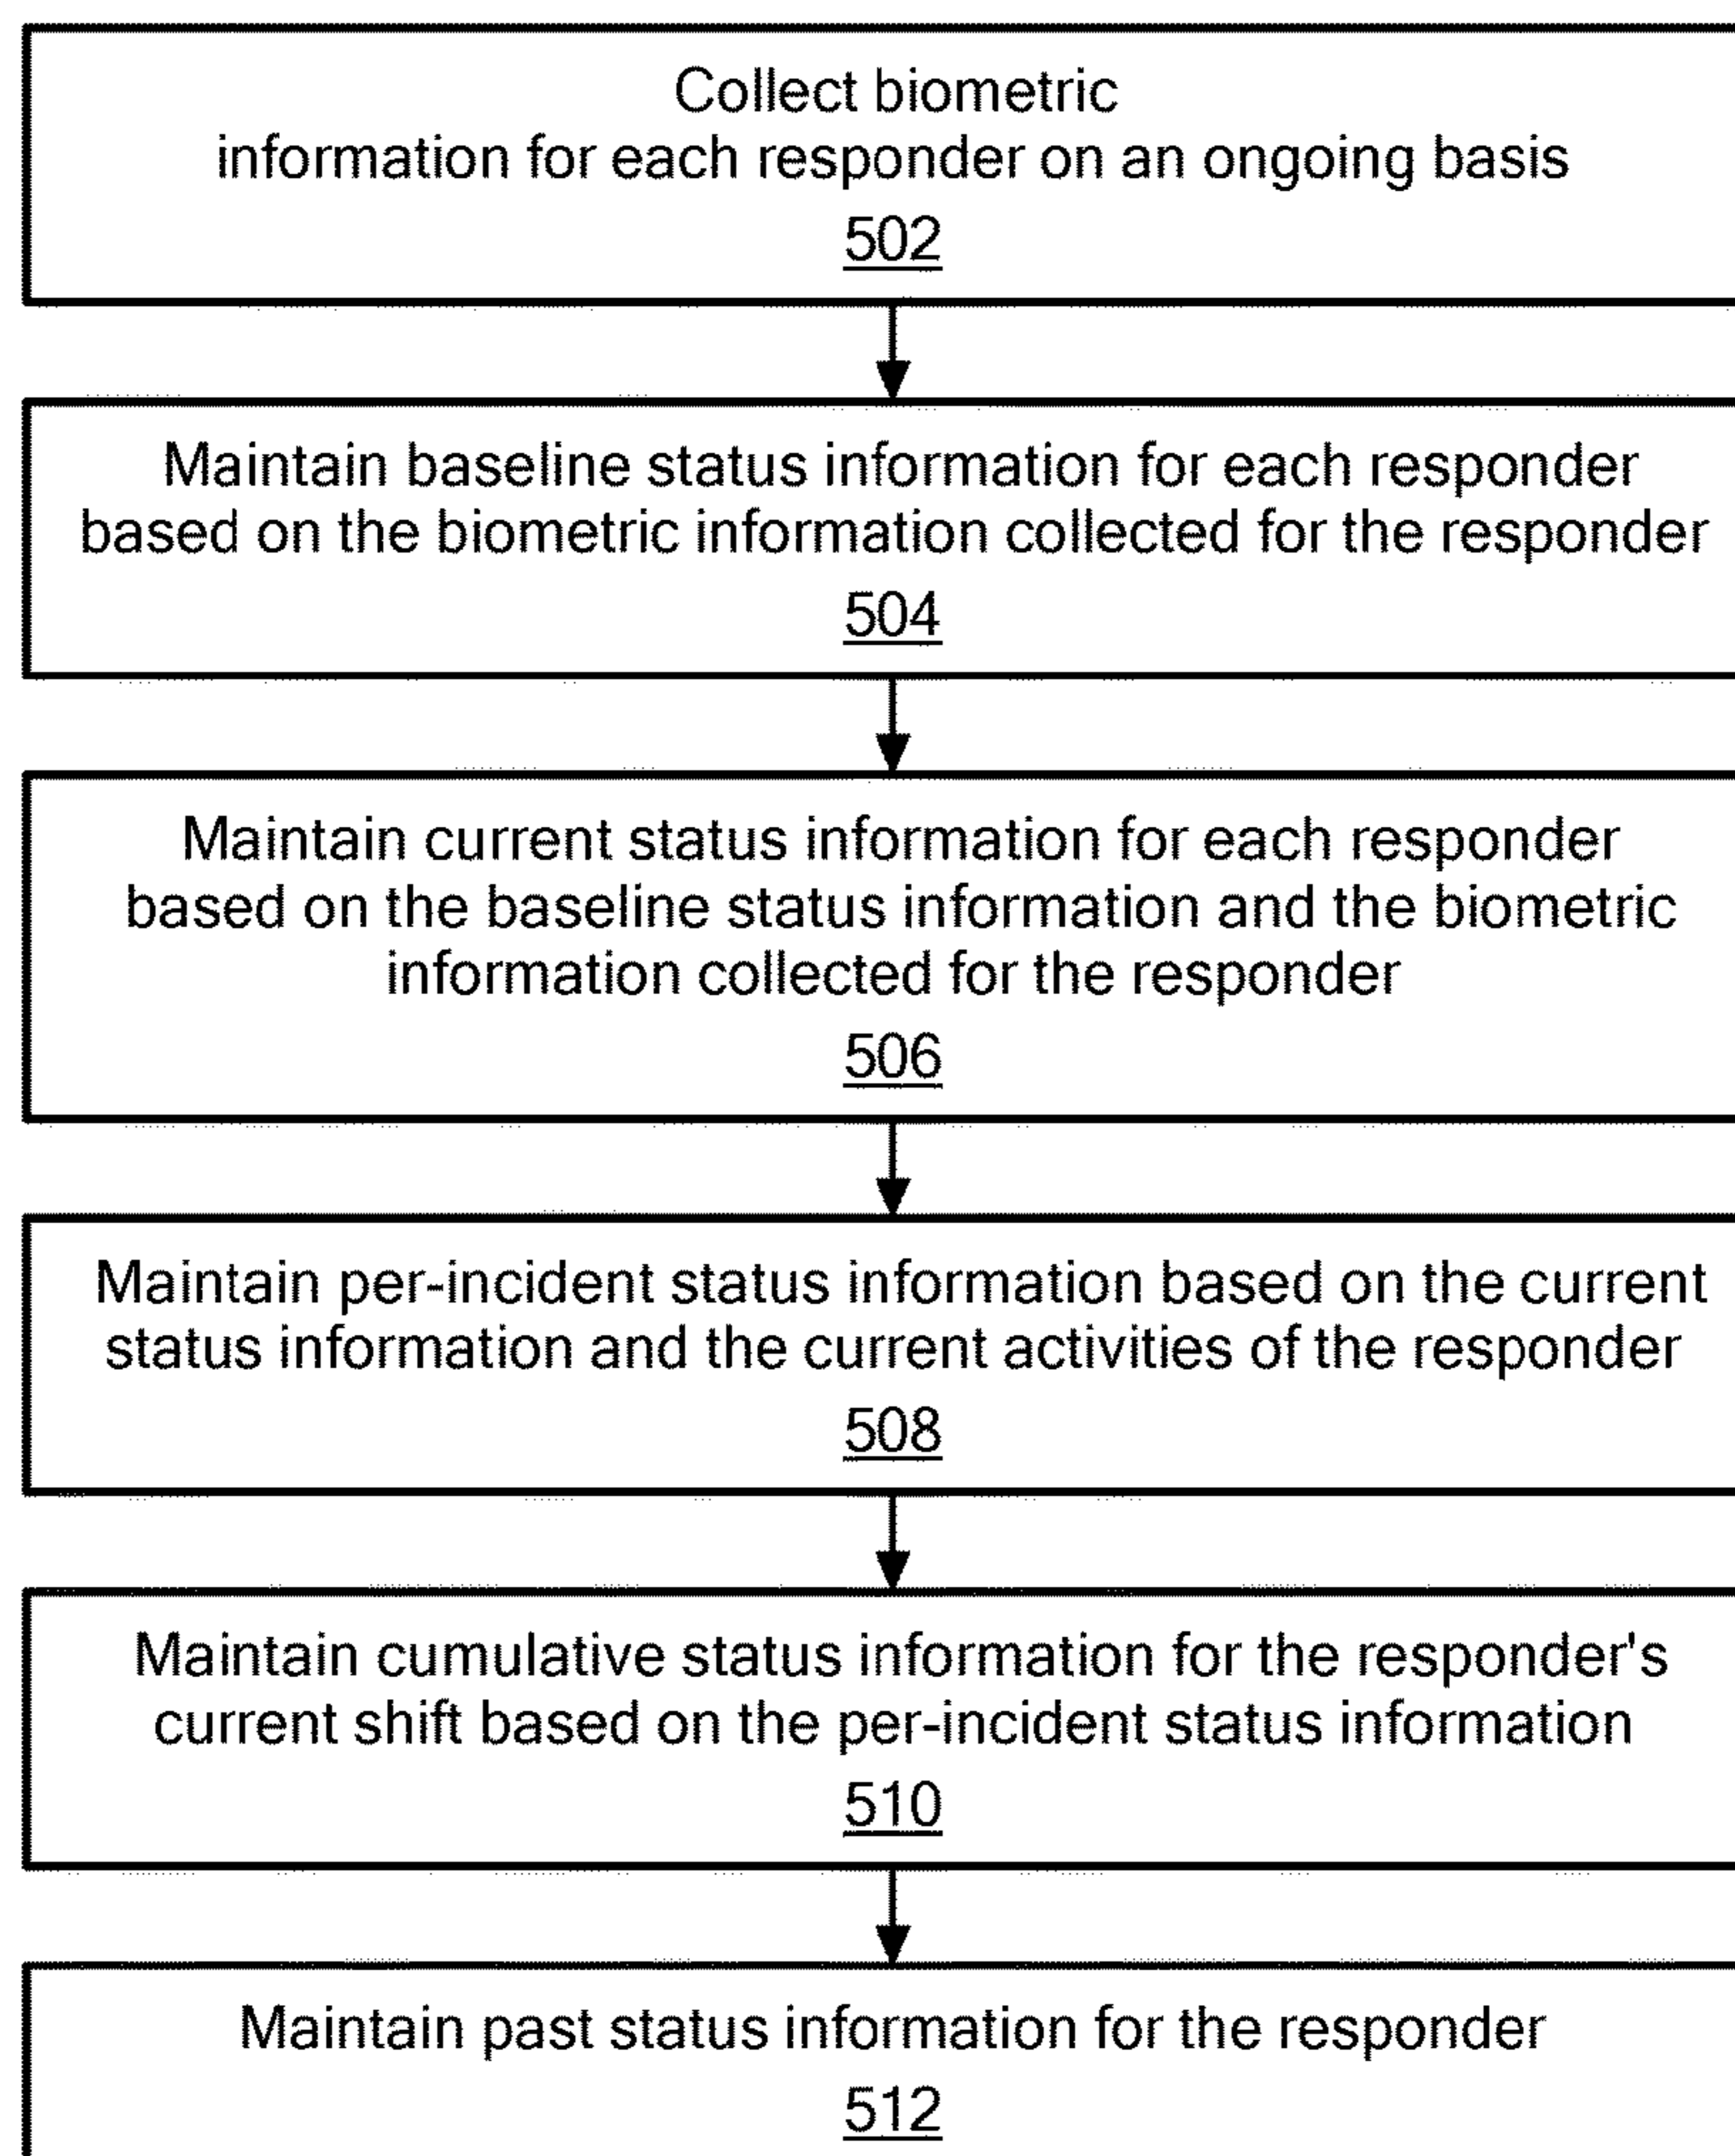 Collect biometric
information for each responder on an ongoing basis
502
Maintain baseline status information for each responder
based on the biometric information collected for the responder
504
Maintain current status information for each responder
based on the baseline status information and the biometric
information collected for the responder
506
Maintain per-incident status information based on the current
status information and the current activities of the responder
508
Maintain cumulative status information for the responder's
current shift based on the per-incident status information
510
Maintain past status information for the responder
512